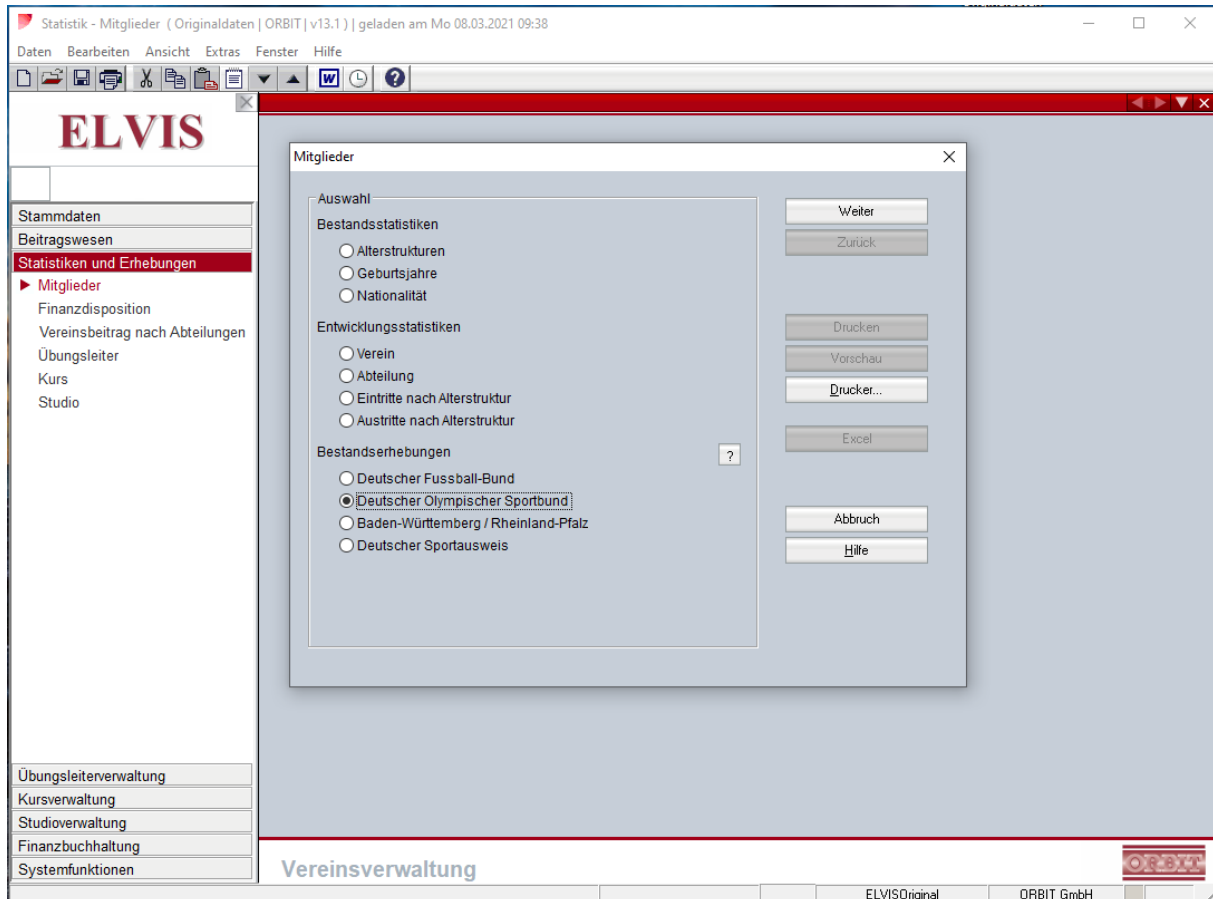 Statistik - Mitglieder ( Originaldaten | ORBIT | v13.1 ) | geladen am Mo 08.03.2021 09:38
Daten Bearbeiten Ansicht Extras Fenster Hilfe
W ?
ELVIS
Stammdaten
Beitragswesen
Statistiken und Erhebungen
Mitglieder
Finanzdisposition
Vereinsbeitrag nach Abteilungen
Übungsleiter
Kurs
Studio
Übungsleiterverwaltung
Kursverwaltung
Studioverwaltung
Finanzbuchhaltung
Systemfunktionen
Mitglieder
Auswahl
Bestandsstatistiken
Alterstrukturen
Geburtsjahre
Nationalität
Entwicklungsstatistiken
Verein
Abteilung
Eintritte nach Alterstruktur
Austritte nach Alterstruktur
Bestandserhebungen
?
Deutscher Fussball-Bund
Deutscher Olympischer Sportbund
Baden-Württemberg / Rheinland-Pfalz
Deutscher Sportausweis
Weiter
Zurück
Drucken
Vorschau
Drucker...
Excel
Abbruch
Hilfe
Vereinsverwaltung
ORBIT
ELVISOriginal ORBIT GmbH